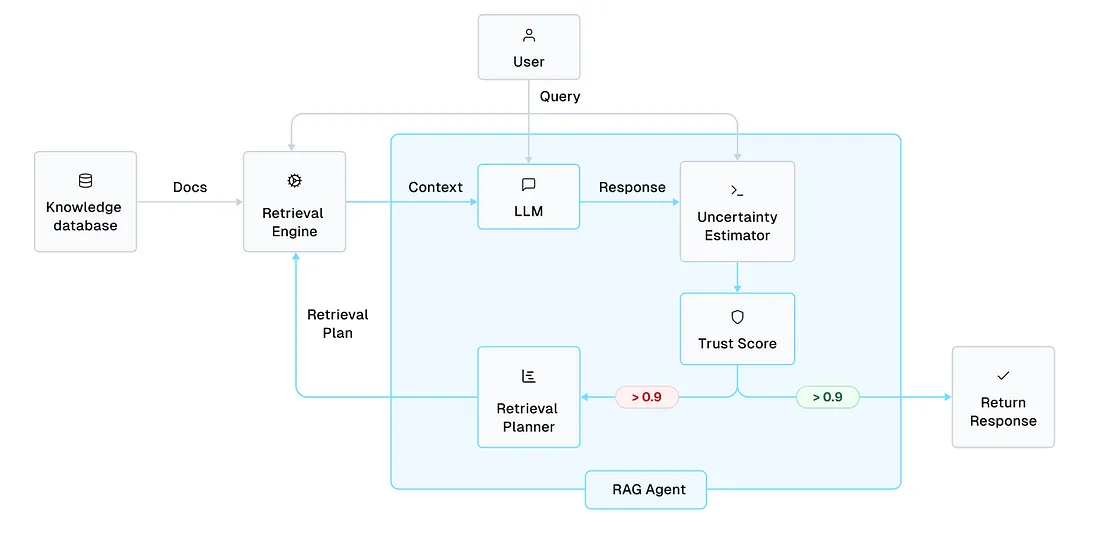 User
Query
Docs
Context
Response
Knowledge
database
Retrieval
Engine
LLM
Uncertainty
Estimator
Retrieval
Plan
Trust Score
Retrieval
Planner
> 0.9
> 0.9
Return
Response
RAG Agent